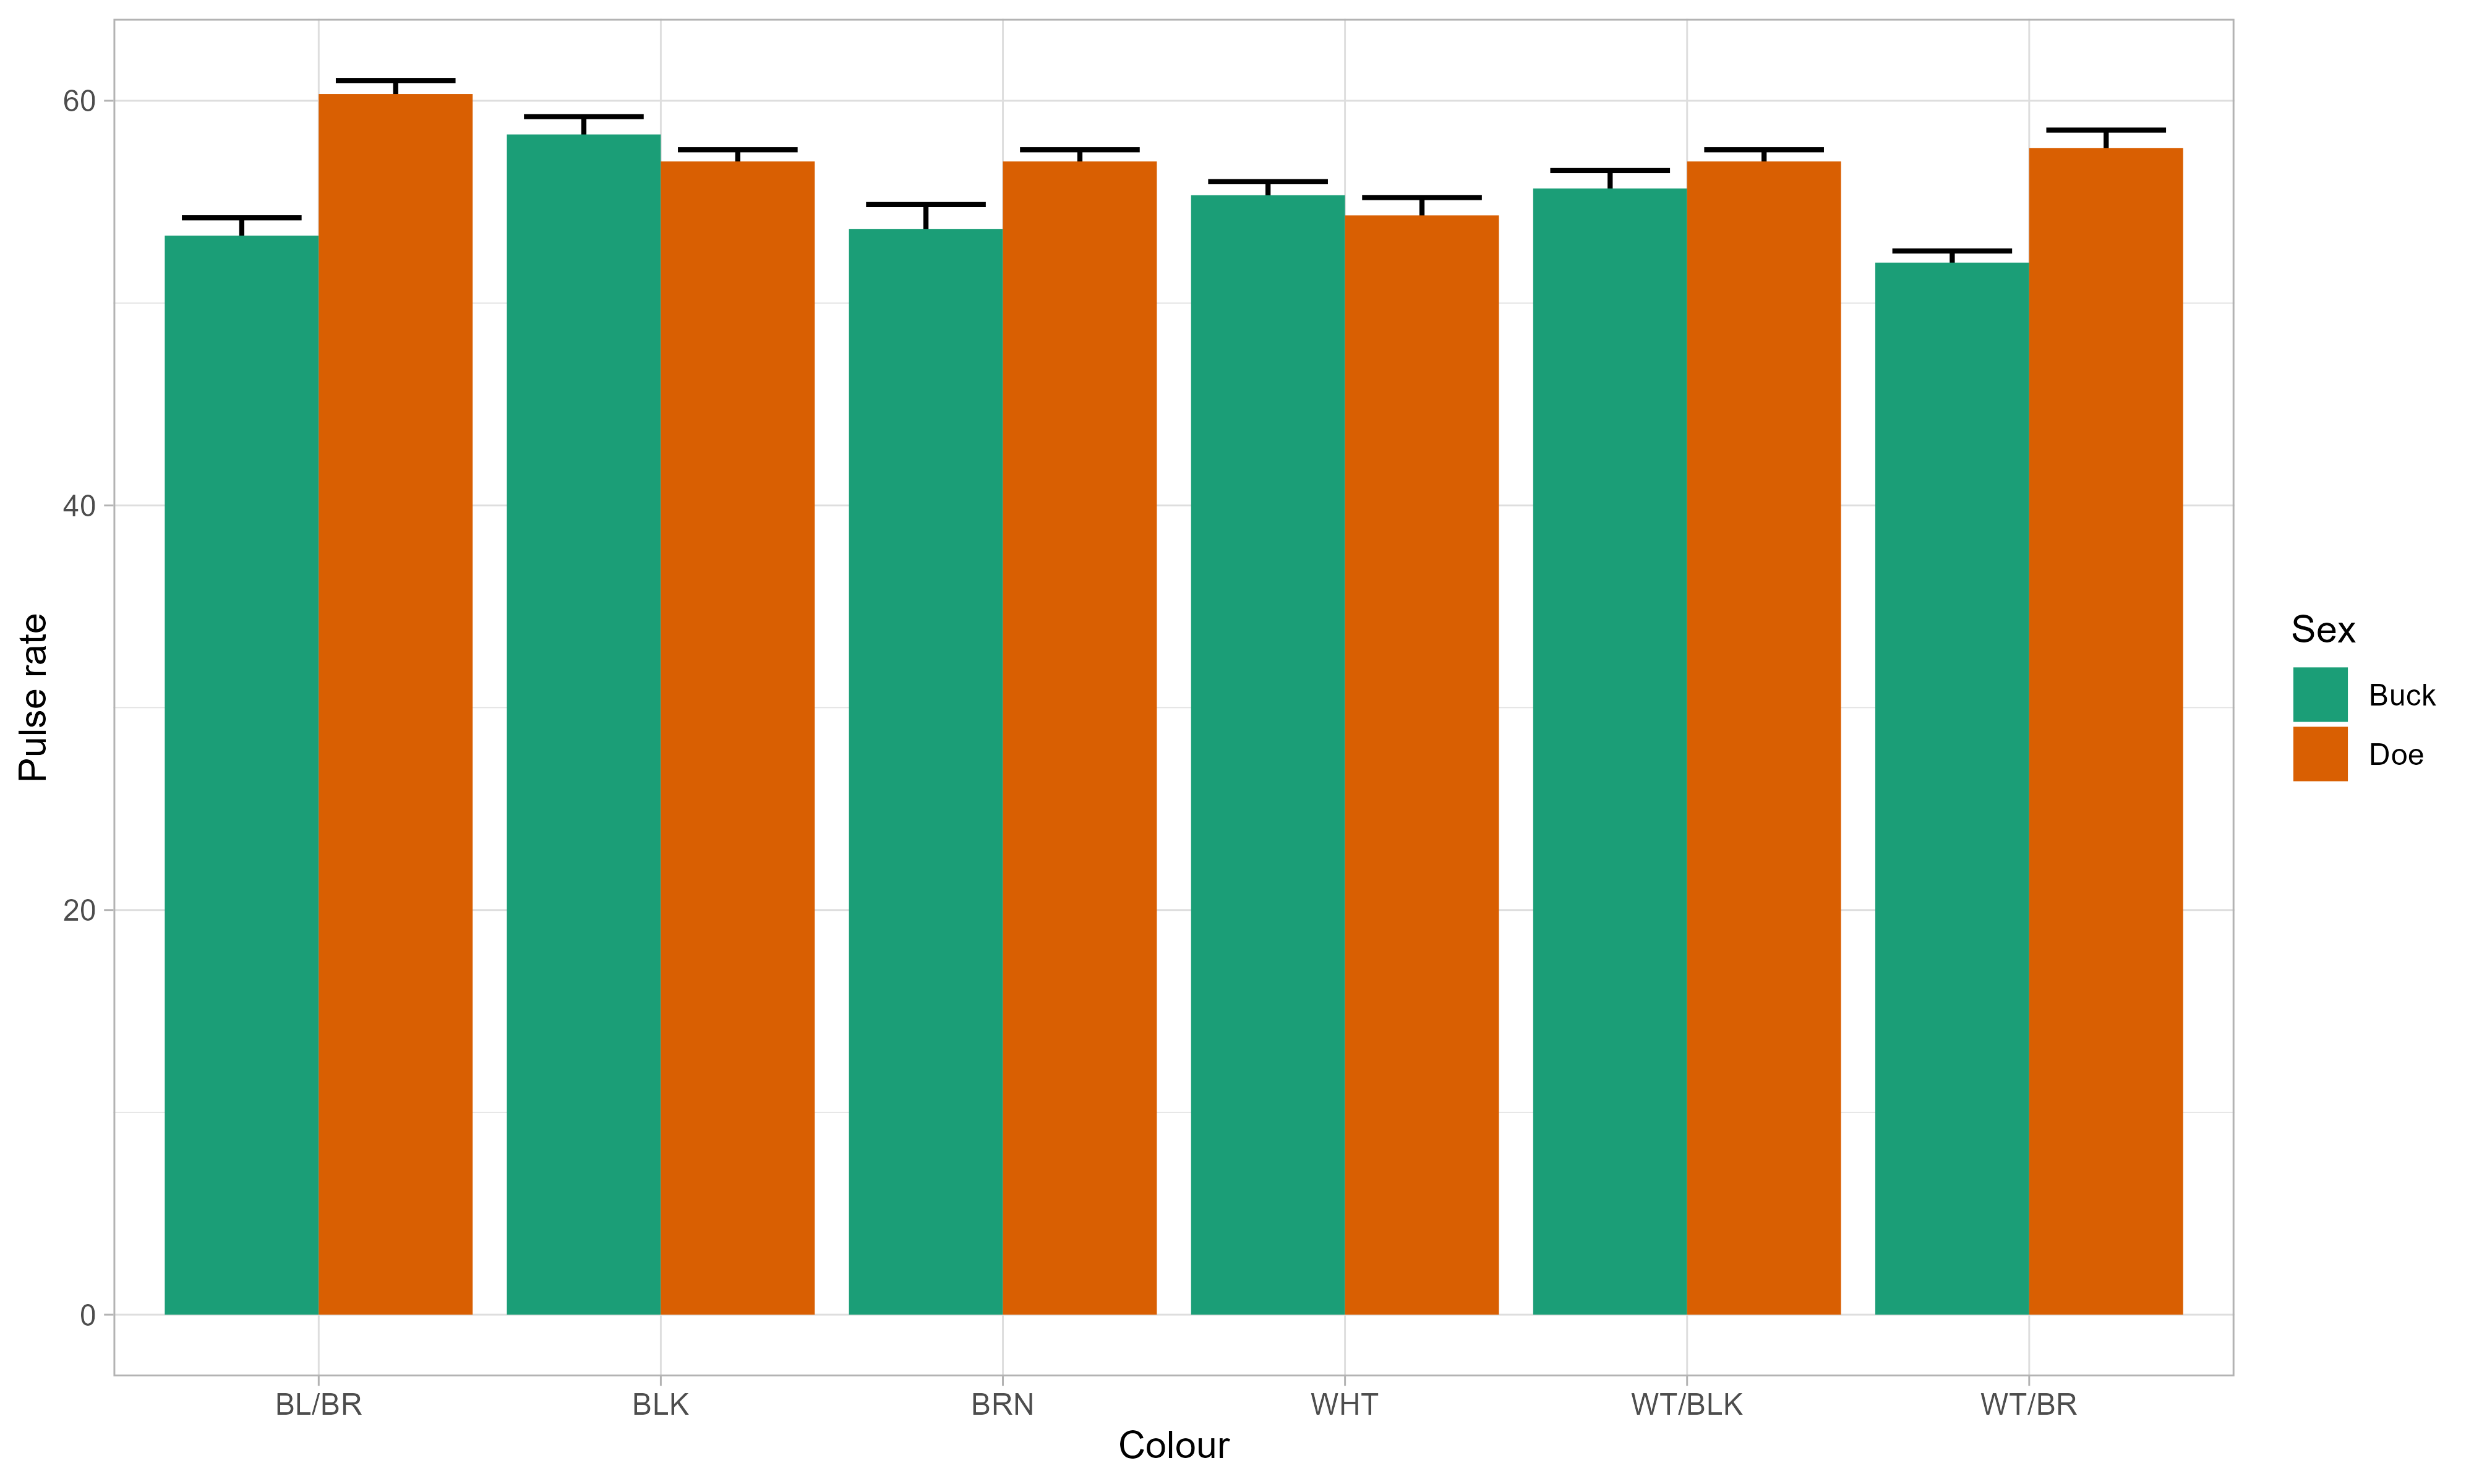 60
40
20
0
Pulse rate
BL/BR
BLK
BRN
WHT
WT/BLK
WT/BR
Colour
Sex
Buck
Doe